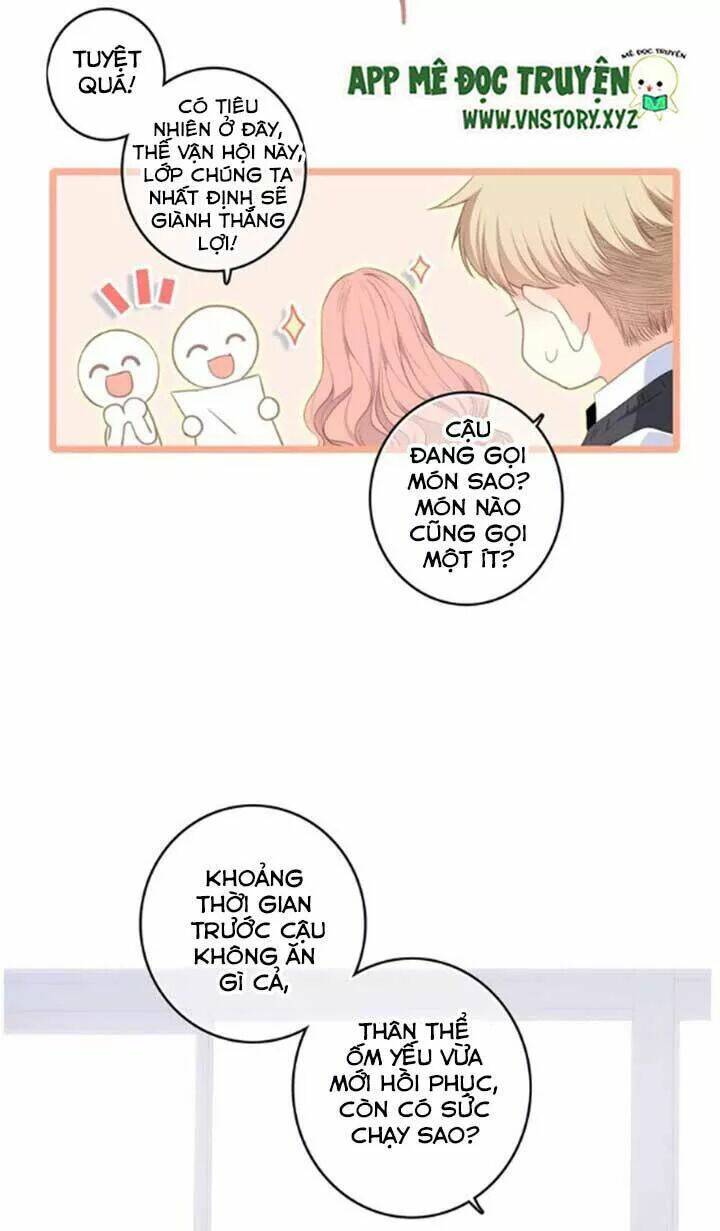 TUYỆT
QUÁ!
MÊ ĐỌC TRUYỆN
APP MÊ ĐỌC TRUYỆN
WWW.VNSTORY.XYZ
CÓ TIÊU
NHIÊN Ở ĐÂY,
THẾ VẬN HỘI NÀY,
LỚP CHÚNG TA
NHẤT ĐỊNH SẼ
GIÀNH THẮNG
LỢI!
CẬU
ĐANG GỌI
MÓN SAO?
MÓN NÀO
CŨNG GỌI
MỘT ÍT?
KHOẢNG
THỜI GIAN
TRƯỚC CẬU
KHÔNG ĂN
GÌ CẢ,
THÂN THỂ
ỐM YẾU VỪA
MỚI HỒI PHỤC,
CÒN CÓ SỨC
CHẠY SAO?